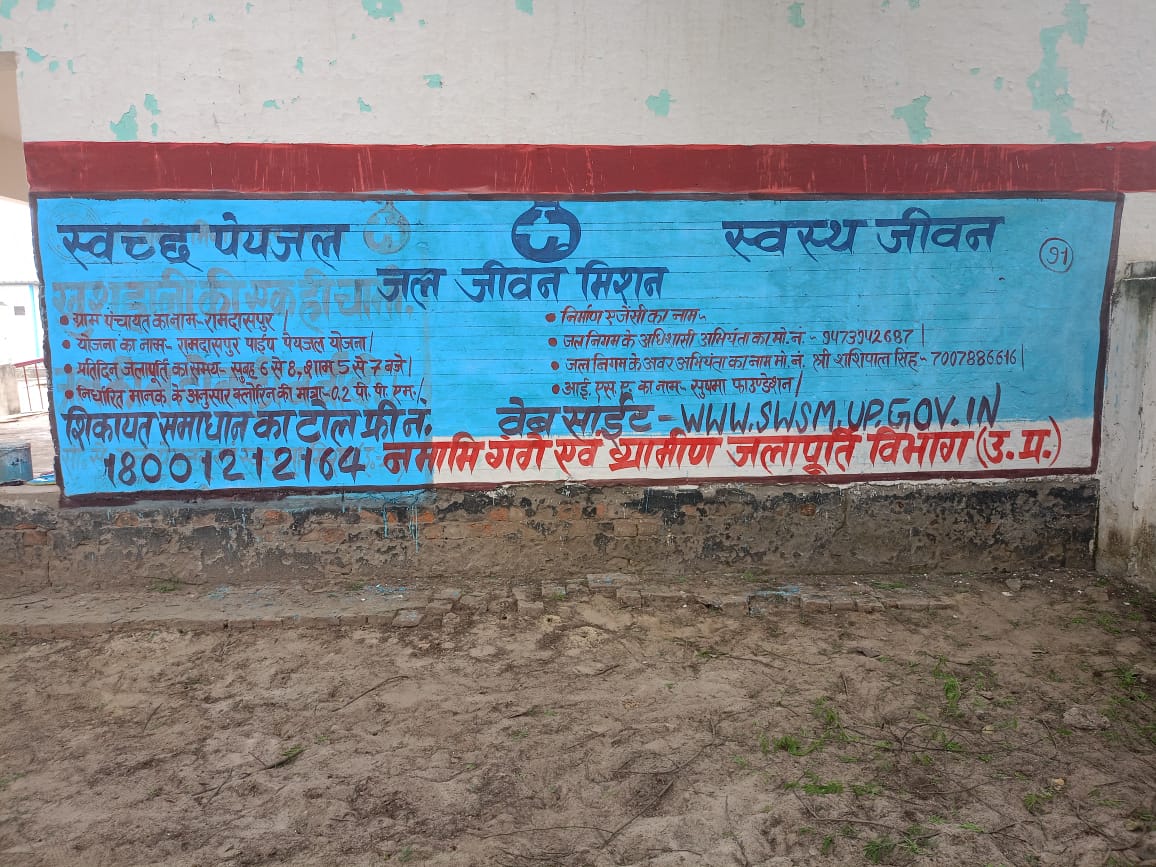 स्वच्छ पेयजल
स्वस्थ जीवन
९१
जल जीवन मिशन
• ग्राम पंचायत का नाम- रामदासपुर |
• योजना का नाम- रामदासपुर पाईप पेयजल योजना |
• प्रतिदिन जलापूर्ति का समय- सुबह 6 से 8, शाम 5 से 7 बजे |
• निर्धारित मानक के अनुसार क्लोरिन की मात्रा- 0.2 पी. पी. एम. |
• निर्माण एजेंसी का नाम-
• जल निगम के अधिशासी अभियंता का मो. नं. - 9473942687 |
• जल निगम के अवर अभियंता का नाम मो. नं. श्री शशिपाल सिंह- 7007886616 |
• आई. एस. ए. का नाम- सुषमा फाउण्डेशन |
शिकायत समाधान का टोल फ्री नं.
18001212164
वेब साईट - WWW.SWSM.UP.GOV.IN
नमामि गंगे एवं ग्रामीण जलापूर्ति विभाग (उ. प्र.)